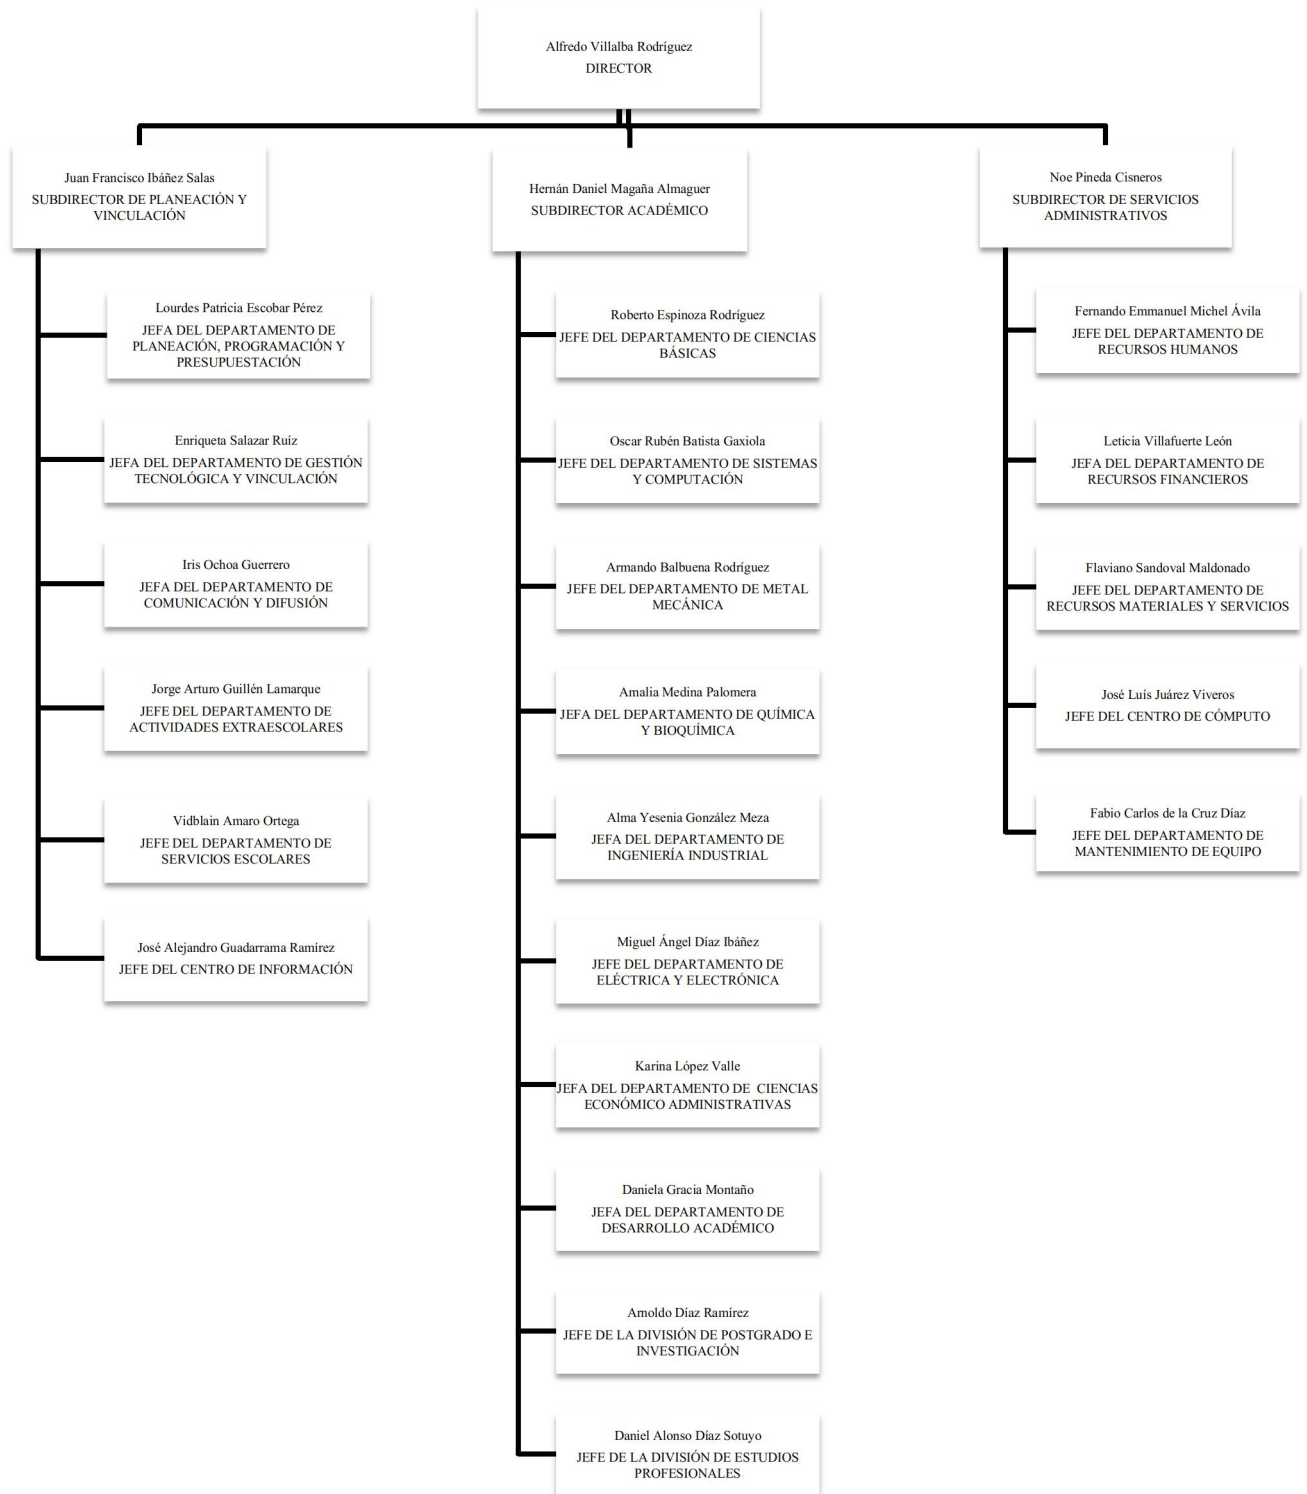 Alfredo Villalba Rodríguez
DIRECTOR
Juan Francisco Ibáñez Salas
SUBDIRECTOR DE PLANEACIÓN Y
VINCULACIÓN
Lourdes Patricia Escobar Pérez
JEFA DEL DEPARTAMENTO DE
PLANEACIÓN, PROGRAMACIÓN Y
PRESUPUESTACIÓN
Enriqueta Salazar Ruíz
JEFA DEL DEPARTAMENTO DE GESTIÓN
TECNOLÓGICA Y VINCULACIÓN
Iris Ochoa Guerrero
JEFA DEL DEPARTAMENTO DE
COMUNICACIÓN Y DIFUSIÓN
Jorge Arturo Guillén Lamarque
JEFE DEL DEPARTAMENTO DE
ACTIVIDADES EXTRAESCOLARES
Vidblain Amaro Ortega
JEFE DEL DEPARTAMENTO DE
SERVICIOS ESCOLARES
José Alejandro Guadarrama Ramírez
JEFE DEL CENTRO DE INFORMACIÓN
Hernán Daniel Magaña Almaguer
SUBDIRECTOR ACADÉMICO
Roberto Espinoza Rodríguez
JEFE DEL DEPARTAMENTO DE CIENCIAS
BÁSICAS
Oscar Rubén Batista Gaxiola
JEFE DEL DEPARTAMENTO DE SISTEMAS
Y COMPUTACIÓN
Armando Balbuena Rodríguez
JEFE DEL DEPARTAMENTO DE METAL
MECÁNICA
Amalia Medina Palomera
JEFA DEL DEPARTAMENTO DE QUÍMICA
Y BIOQUÍMICA
Alma Yesenia González Meza
JEFA DEL DEPARTAMENTO DE
INGENIERÍA INDUSTRIAL
Miguel Ángel Díaz Ibáñez
JEFE DEL DEPARTAMENTO DE
ELÉCTRICA Y ELECTRÓNICA
Karina López Valle
JEFA DEL DEPARTAMENTO DE CIENCIAS
ECONÓMICO ADMINISTRATIVAS
Daniela Gracia Montaño
JEFA DEL DEPARTAMENTO DE
DESARROLLO ACADÉMICO
Arnoldo Díaz Ramírez
JEFE DE LA DIVISIÓN DE POSTGRADO E
INVESTIGACIÓN
Daniel Alonso Díaz Sotuyo
JEFE DE LA DIVISIÓN DE ESTUDIOS
PROFESIONALES
Noe Pineda Cisneros
SUBDIRECTOR DE SERVICIOS
ADMINISTRATIVOS
Fernando Emmanuel Michel Ávila
JEFE DEL DEPARTAMENTO DE
RECURSOS HUMANOS
Leticia Villafuerte León
JEFA DEL DEPARTAMENTO DE
RECURSOS FINANCIEROS
Flaviano Sandoval Maldonado
JEFE DEL DEPARTAMENTO DE
RECURSOS MATERIALES Y SERVICIOS
José Luís Juárez Viveros
JEFE DEL CENTRO DE CÓMPUTO
Fabio Carlos de la Cruz Díaz
JEFE DEL DEPARTAMENTO DE
MANTENIMIENTO DE EQUIPO